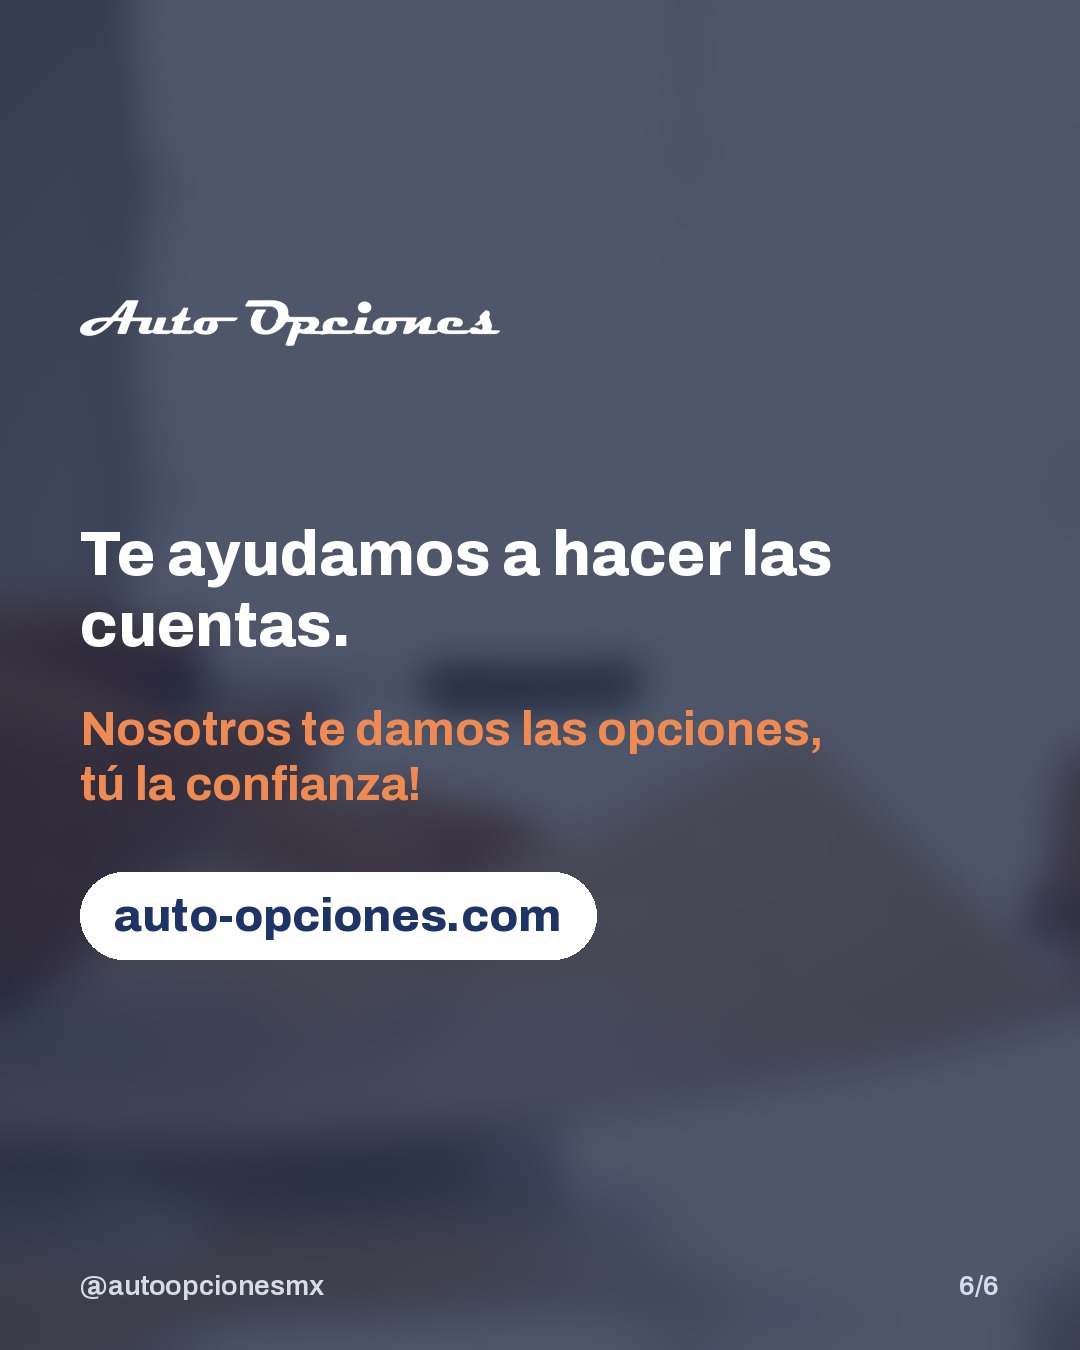 Auto Opciones
Te ayudamos a hacer las
cuentas.
Nosotros te damos las opciones,
tú la confianza!
auto-opciones.com
@autoopcionesmx
6/6